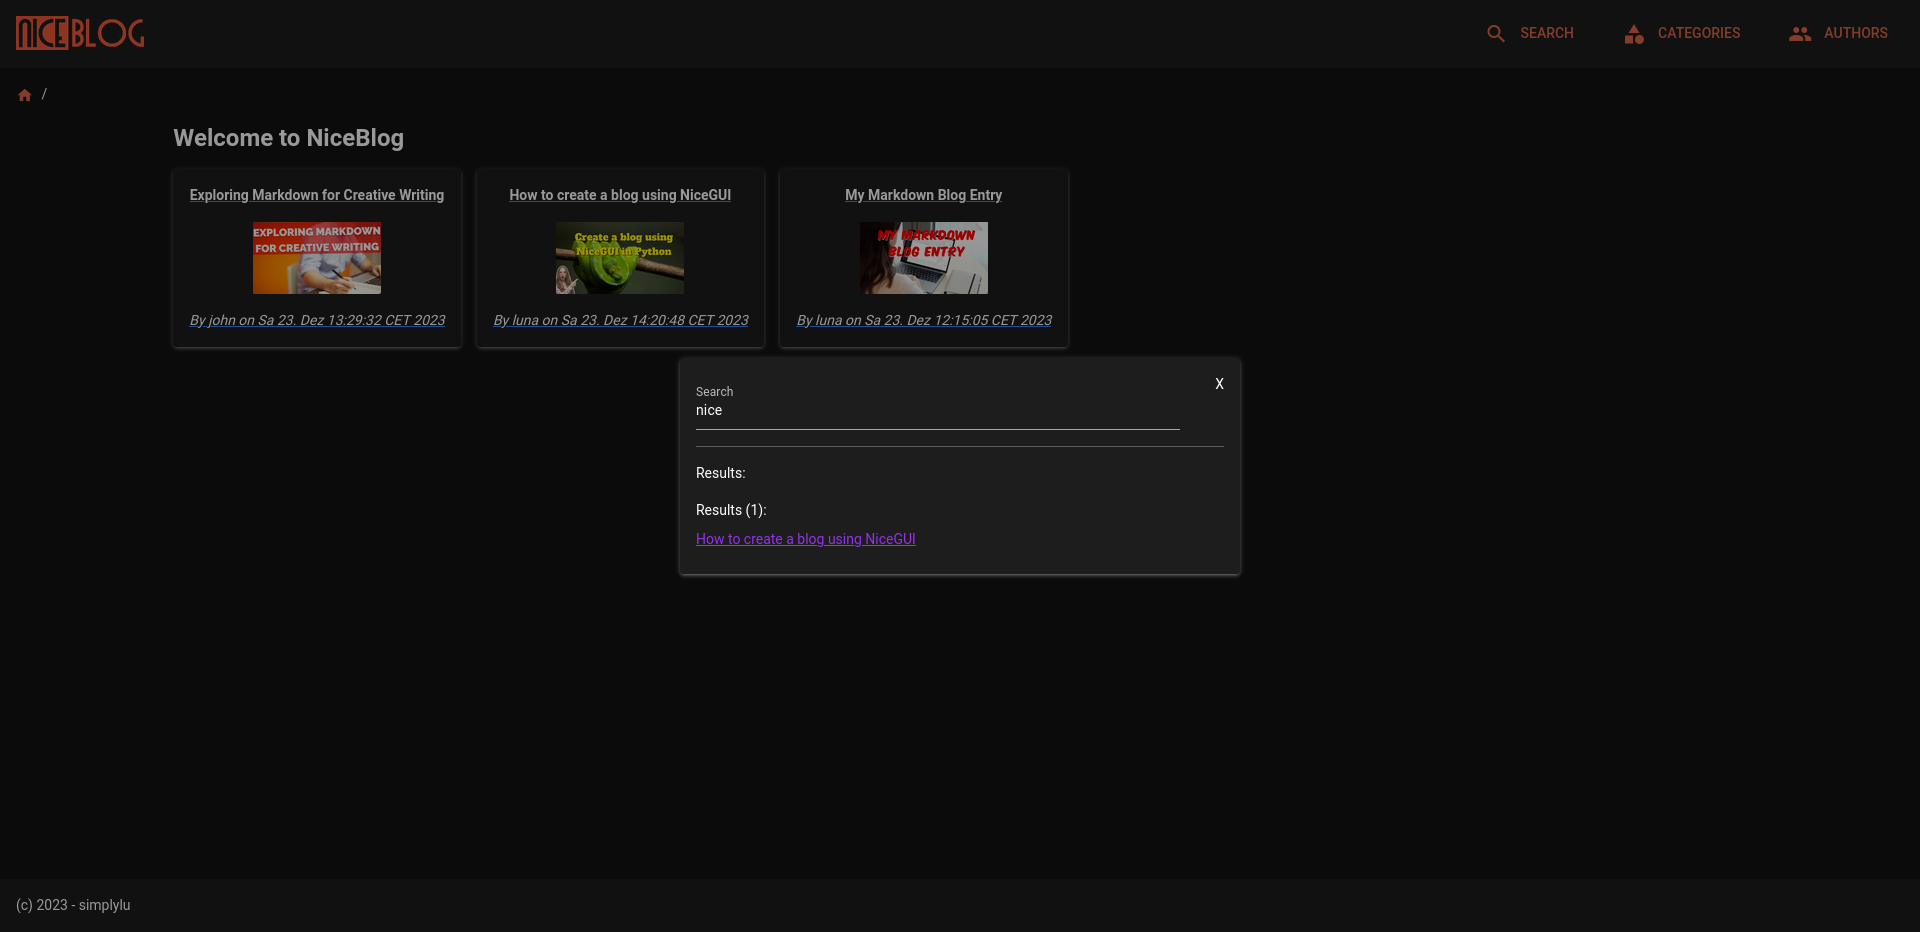 NICEBLOG
SEARCH
CATEGORIES
AUTHORS
/
Welcome to NiceBlog
Exploring Markdown for Creative Writing
EXPLORING MARKDOWN
FOR CREATIVE WRITING
By john on Sa 23. Dez 13:29:32 CET 2023
How to create a blog using NiceGUI
Create a blog using
NiceGUI in Python
By luna on Sa 23. Dez 14:20:48 CET 2023
My Markdown Blog Entry
MY MARKDOWN
BLOG ENTRY
By luna on Sa 23. Dez 12:15:05 CET 2023
X
Search
nice
Results:
Results (1):
How to create a blog using NiceGUI
(c) 2023 - simplylu